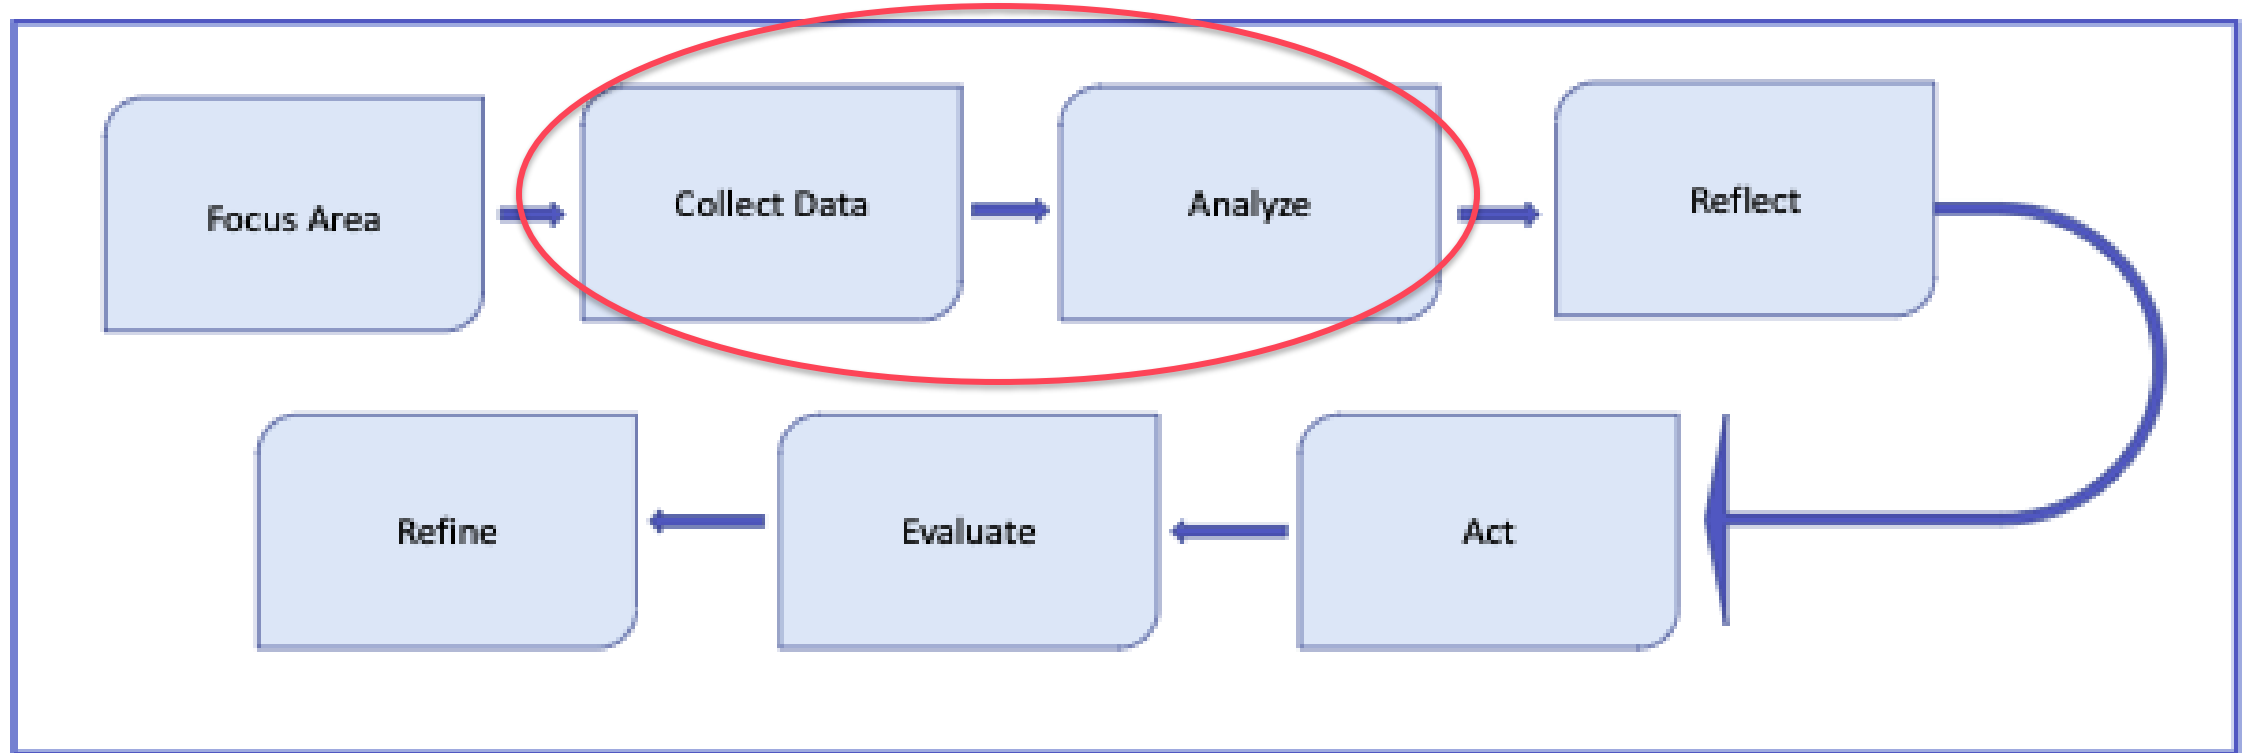 Focus Area
Collect Data
Analyze
Reflect
Act
Evaluate
Refine